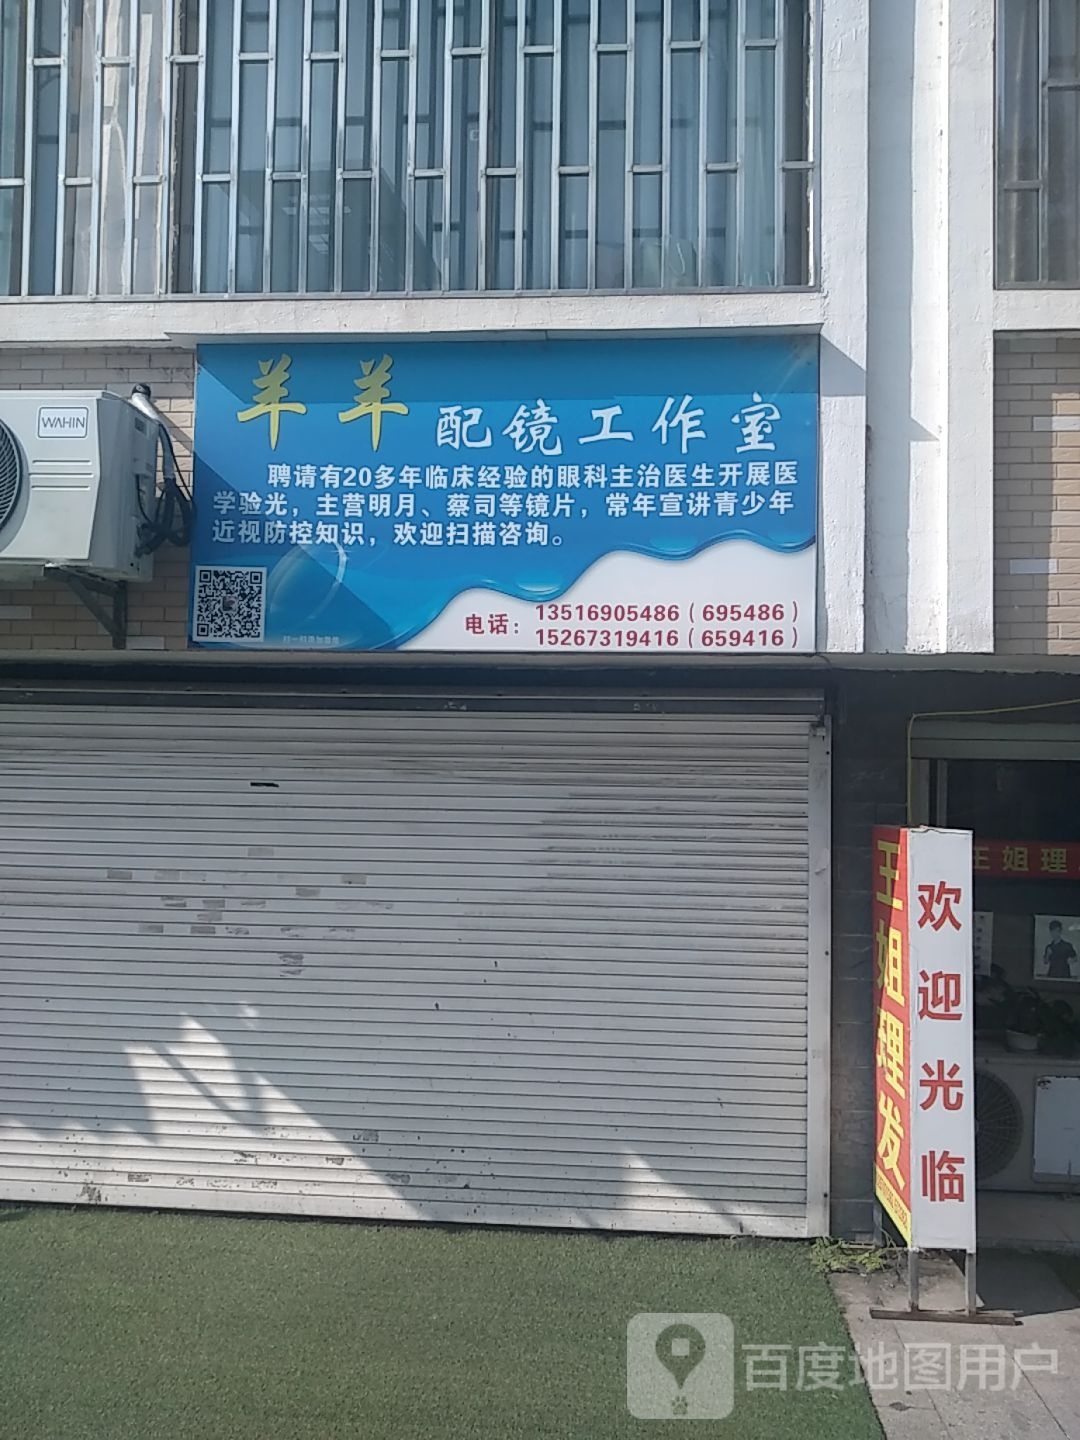 WAHIN
羊羊配镜工作室
聘请有20多年临床经验的眼科主治医生开展医
学验光，主营明月、蔡司等镜片，常年宣讲青少年
近视防控知识，欢迎扫描咨询。
电话：13516905486（695486）
15267319416（659416）
王姐理
王姐理发
欢迎光临
百度地图用户